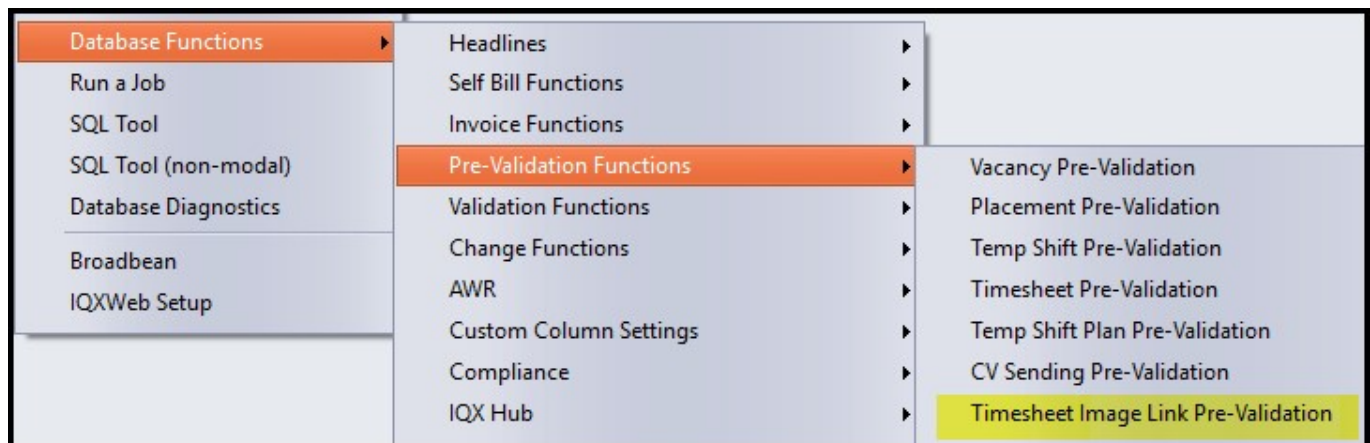 Database Functions
Run a Job
SQL Tool
SQL Tool (non-modal)
Database Diagnostics
Broadbean
IQXWeb Setup
Headlines
Self Bill Functions
Invoice Functions
Pre-Validation Functions
Validation Functions
Change Functions
AWR
Custom Column Settings
Compliance
IQX Hub
Vacancy Pre-Validation
Placement Pre-Validation
Temp Shift Pre-Validation
Timesheet Pre-Validation
Temp Shift Plan Pre-Validation
CV Sending Pre-Validation
Timesheet Image Link Pre-Validation